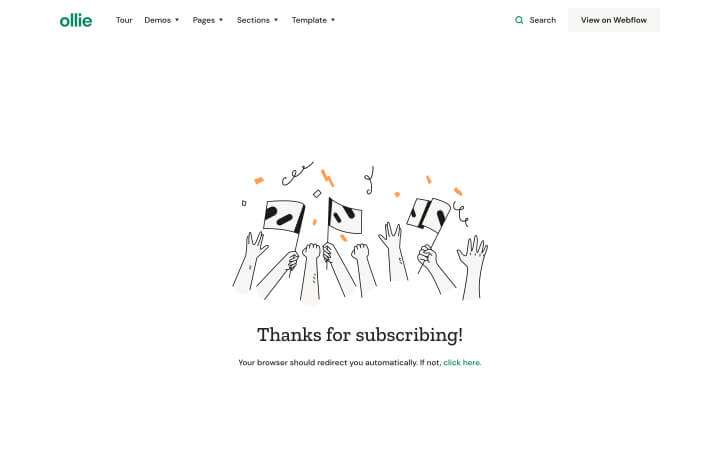 ollie Tour Demos Pages Sections Template Search View on Webflow
Thanks for subscribing!
Your browser should redirect you automatically. If not, click here.